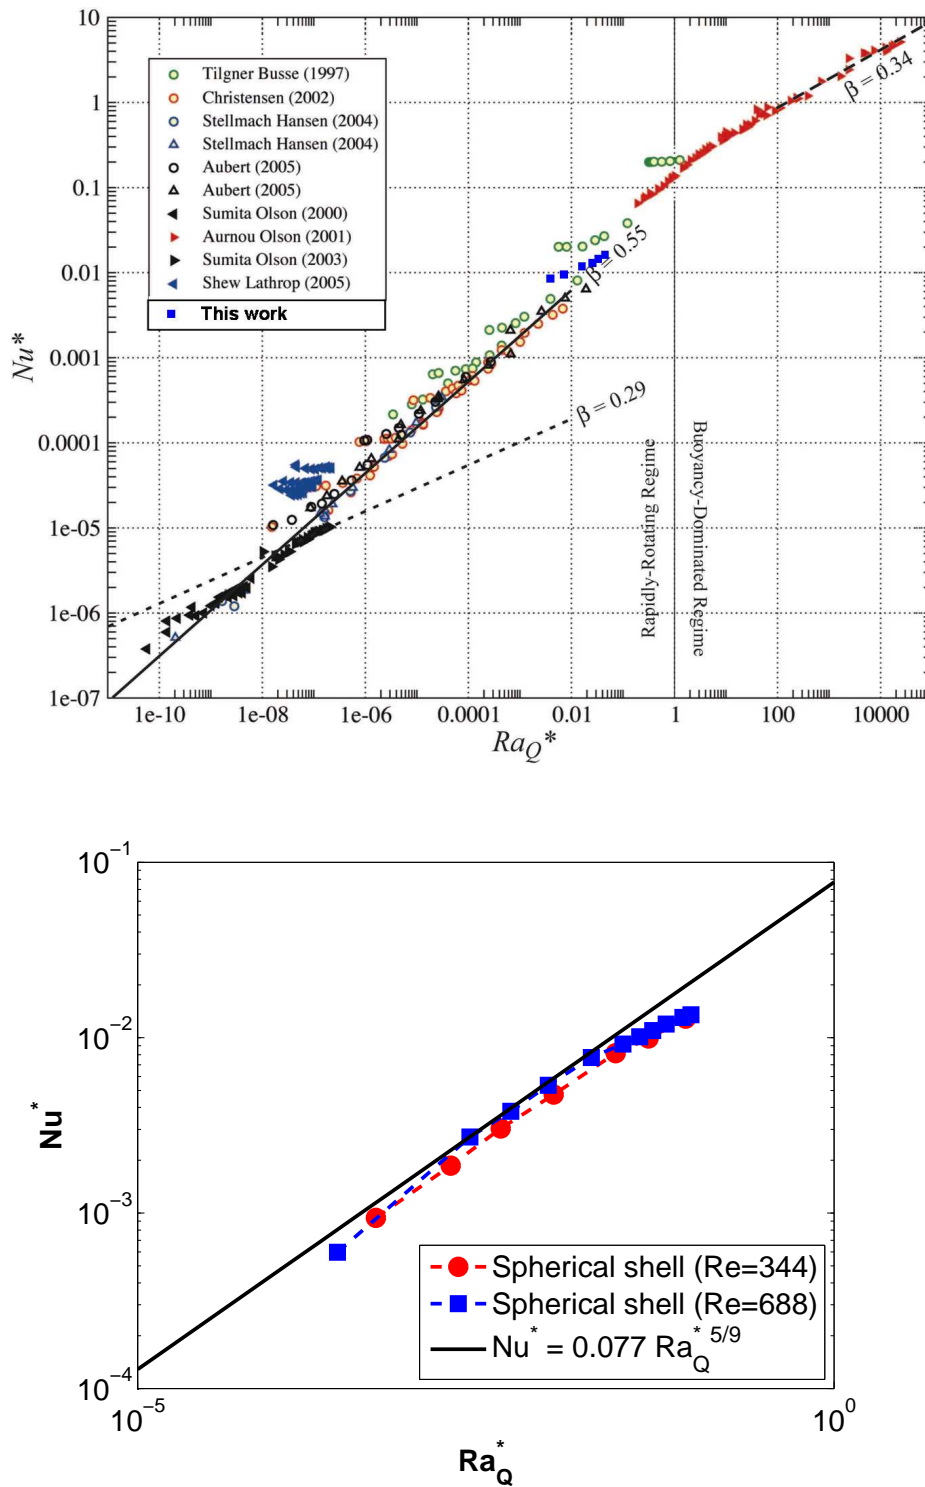 10
1
0.1
0.01
0.001
0.0001
1e-05
1e-06
1e-07
Nu*
Tilgner Busse (1997)
Christensen (2002)
Stellmach Hansen (2004)
Stellmach Hansen (2004)
Aubert (2005)
Aubert (2005)
Sumita Olson (2000)
Aurnou Olson (2001)
Sumita Olson (2003)
Shew Lathrop (2005)
This work
β = 0.34
β = 0.55
β = 0.29
Rapidly-Rotating Regime
Buoyancy-Dominated Regime
1e-10 1e-08 1e-06 0.0001 0.01 1 100 10000
Ra_Q*
10⁻¹
10⁻²
10⁻³
10⁻⁴
Nu*
Spherical shell (Re=344)
Spherical shell (Re=688)
Nu* = 0.077 Ra_Q^* 5/9
10⁻⁵ 10⁰
Ra_Q^*